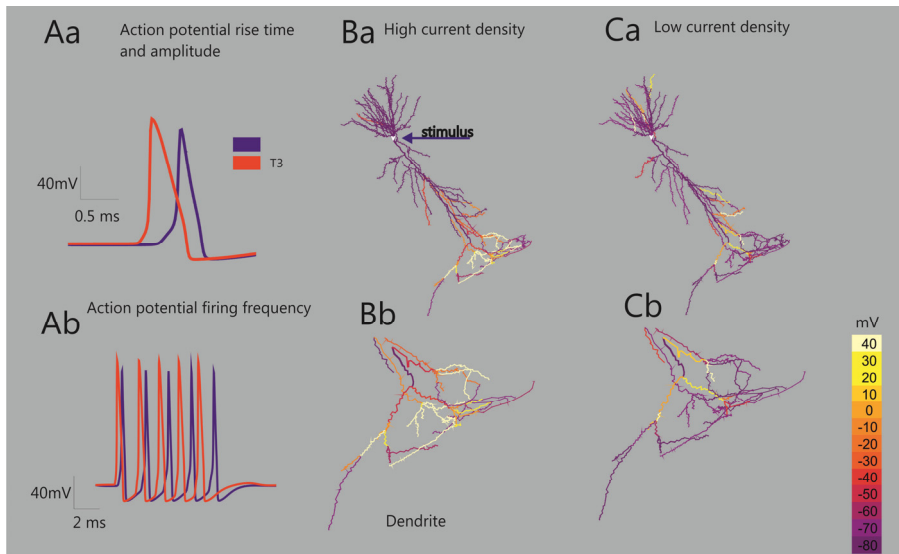 Aa
Action potential rise time
and amplitude
Ba
High current density
Ca
Low current density
stimulus
T3
40mV
0.5 ms
Ab
Action potential firing frequency
Bb
Cb
mV
40
30
20
10
0
-10
-20
-30
-40
-50
-60
-70
-80
40mV
2 ms
Dendrite